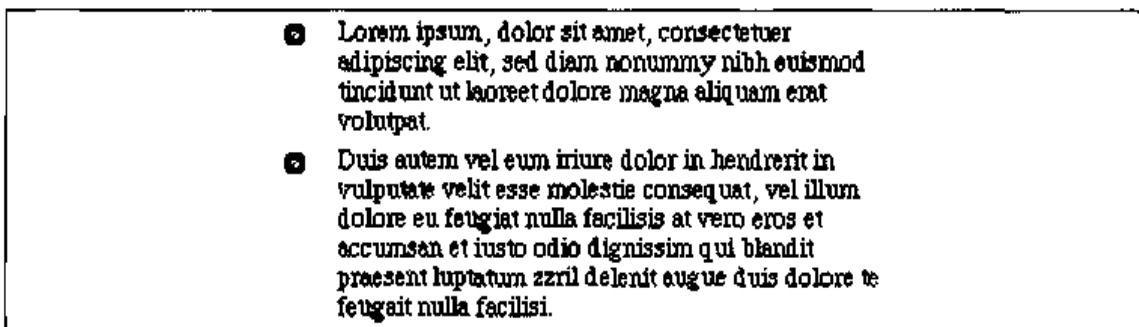 Lorem ipsum, dolor sit amet, consectetuer
adipiscing elit, sed diam nonummy nibh euismod
tincidunt ut laoreet dolore magna aliquam erat
volutpat.
Duis autem vel eum iriure dolor in hendrerit in
vulputate velit esse molestie consequat, vel illum
dolore eu feugiat nulla facilisis at vero eros et
accumsan et iusto odio dignissim qui blandit
praesent luptatum zzril delenit augue duis dolore te
feugait nulla facilisi.